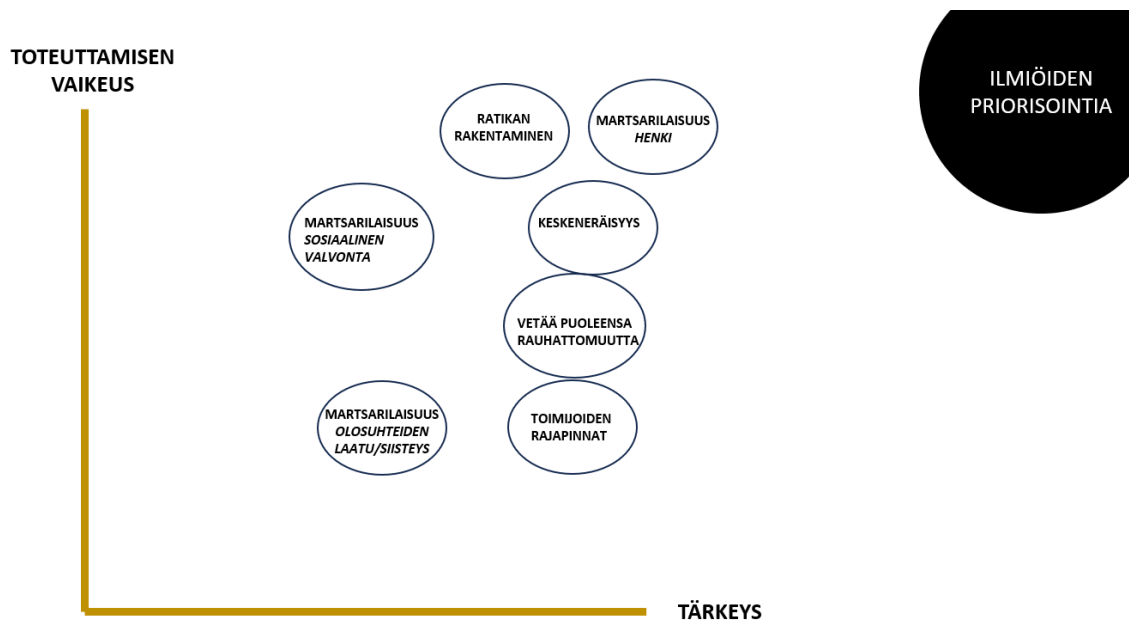 TOTEUTTAMISEN
VAIKEUS
ILMIÖIDEN
PRIORISOINTIA
RATIKAN
RAKENTAMINEN
MARTSARILAISUUS
HENKI
MARTSARILAISUUS
SOSIAALINEN
VALVONTA
KESKENERÄISYYS
VETÄÄ PUOLEENSA
RAUHATTOMUUTTA
MARTSARILAISUUS
OLOSUHTEIDEN
LAATU/SIISTEYS
TOIMIJOIDEN
RAJAPINNAT
TÄRKEYS